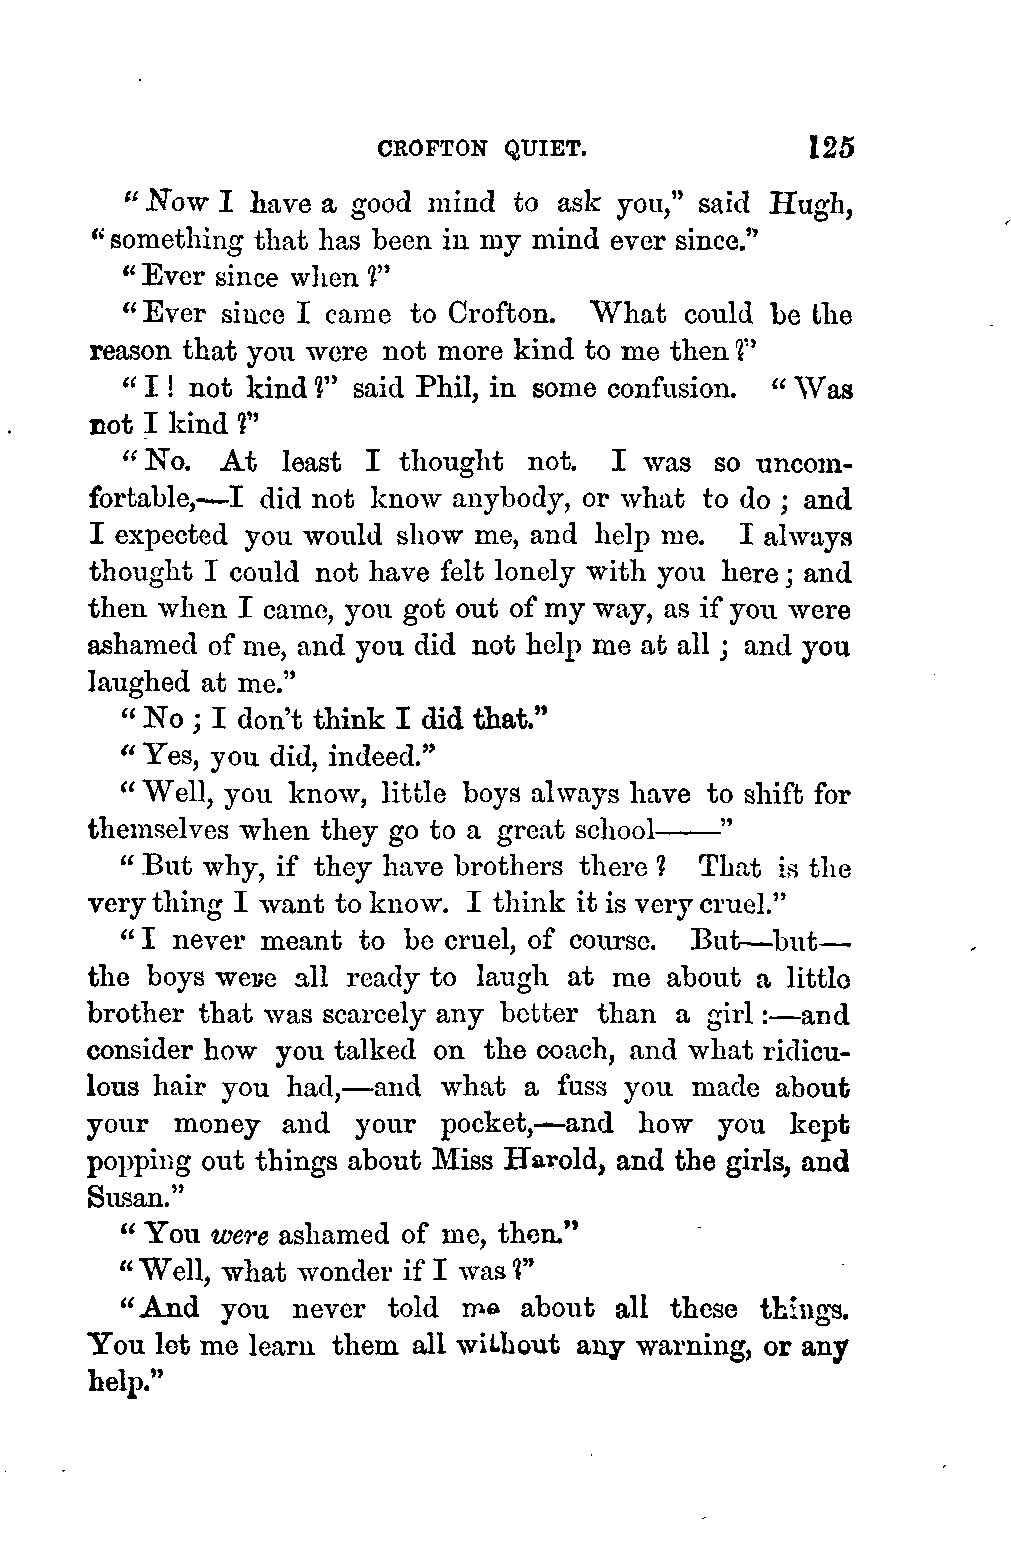 CROFTON QUIET. 125
"Now I have a good mind to ask you," said Hugh,
"something that has been in my mind ever since."
"Ever since when?"
"Ever since I came to Crofton. What could be the
reason that you were not more kind to me then?"
"I! not kind?" said Phil, in some confusion. "Was
not I kind?"
"No. At least I thought not. I was so uncom-
fortable,—I did not know anybody, or what to do; and
I expected you would show me, and help me. I always
thought I could not have felt lonely with you here; and
then when I came, you got out of my way, as if you were
ashamed of me, and you did not help me at all; and you
laughed at me."
"No; I don't think I did that."
"Yes, you did, indeed."
"Well, you know, little boys always have to shift for
themselves when they go to a great school——"
"But why, if they have brothers there? That is the
very thing I want to know. I think it is very cruel."
"I never meant to be cruel, of course. But—but—
the boys were all ready to laugh at me about a little
brother that was scarcely any better than a girl:—and
consider how you talked on the coach, and what ridicu-
lous hair you had,—and what a fuss you made about
your money and your pocket,—and how you kept
popping out things about Miss Harold, and the girls, and
Susan."
"You were ashamed of me, then."
"Well, what wonder if I was?"
"And you never told me about all these things.
You let me learn them all without any warning, or any
help."